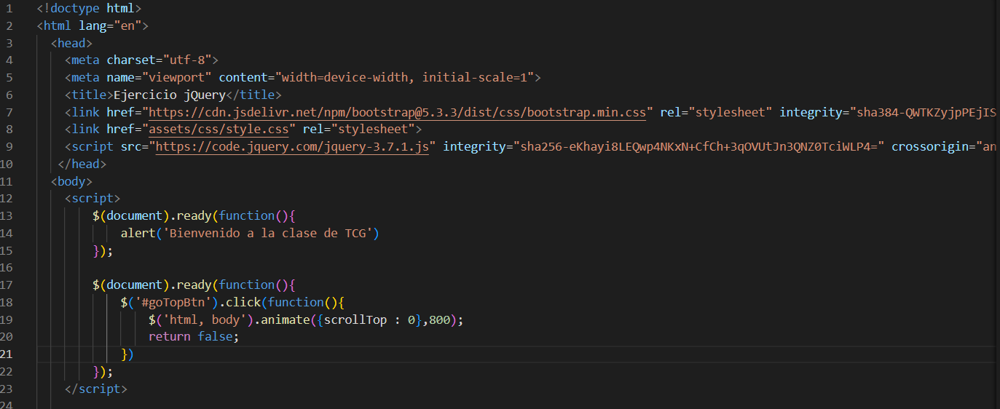 1 <!doctype html>
2 <html lang="en">
3 <head>
4 <meta charset="utf-8">
5 <meta name="viewport" content="width=device-width, initial-scale=1">
6 <title>Ejercicio jQuery</title>
7 <link href="https://cdn.jsdelivr.net/npm/bootstrap@5.3.3/dist/css/bootstrap.min.css" rel="stylesheet" integrity="sha384-QWTKZyjpPEjIS
8 <link href="assets/css/style.css" rel="stylesheet">
9 <script src="https://code.jquery.com/jquery-3.7.1.js" integrity="sha256-eKhayi8LEQwp4NKxN+CfCh+3qOVUtJn3QNZ0TciWLP4=" crossorigin="an
10 </head>
11 <body>
12 <script>
13 $(document).ready(function(){
14 alert('Bienvenido a la clase de TCG')
15 });
16
17 $(document).ready(function(){
18 $('#goTopBtn').click(function(){
19 $('html, body').animate({scrollTop : 0},800);
20 return false;
21 })
22 });
23 </script>
24